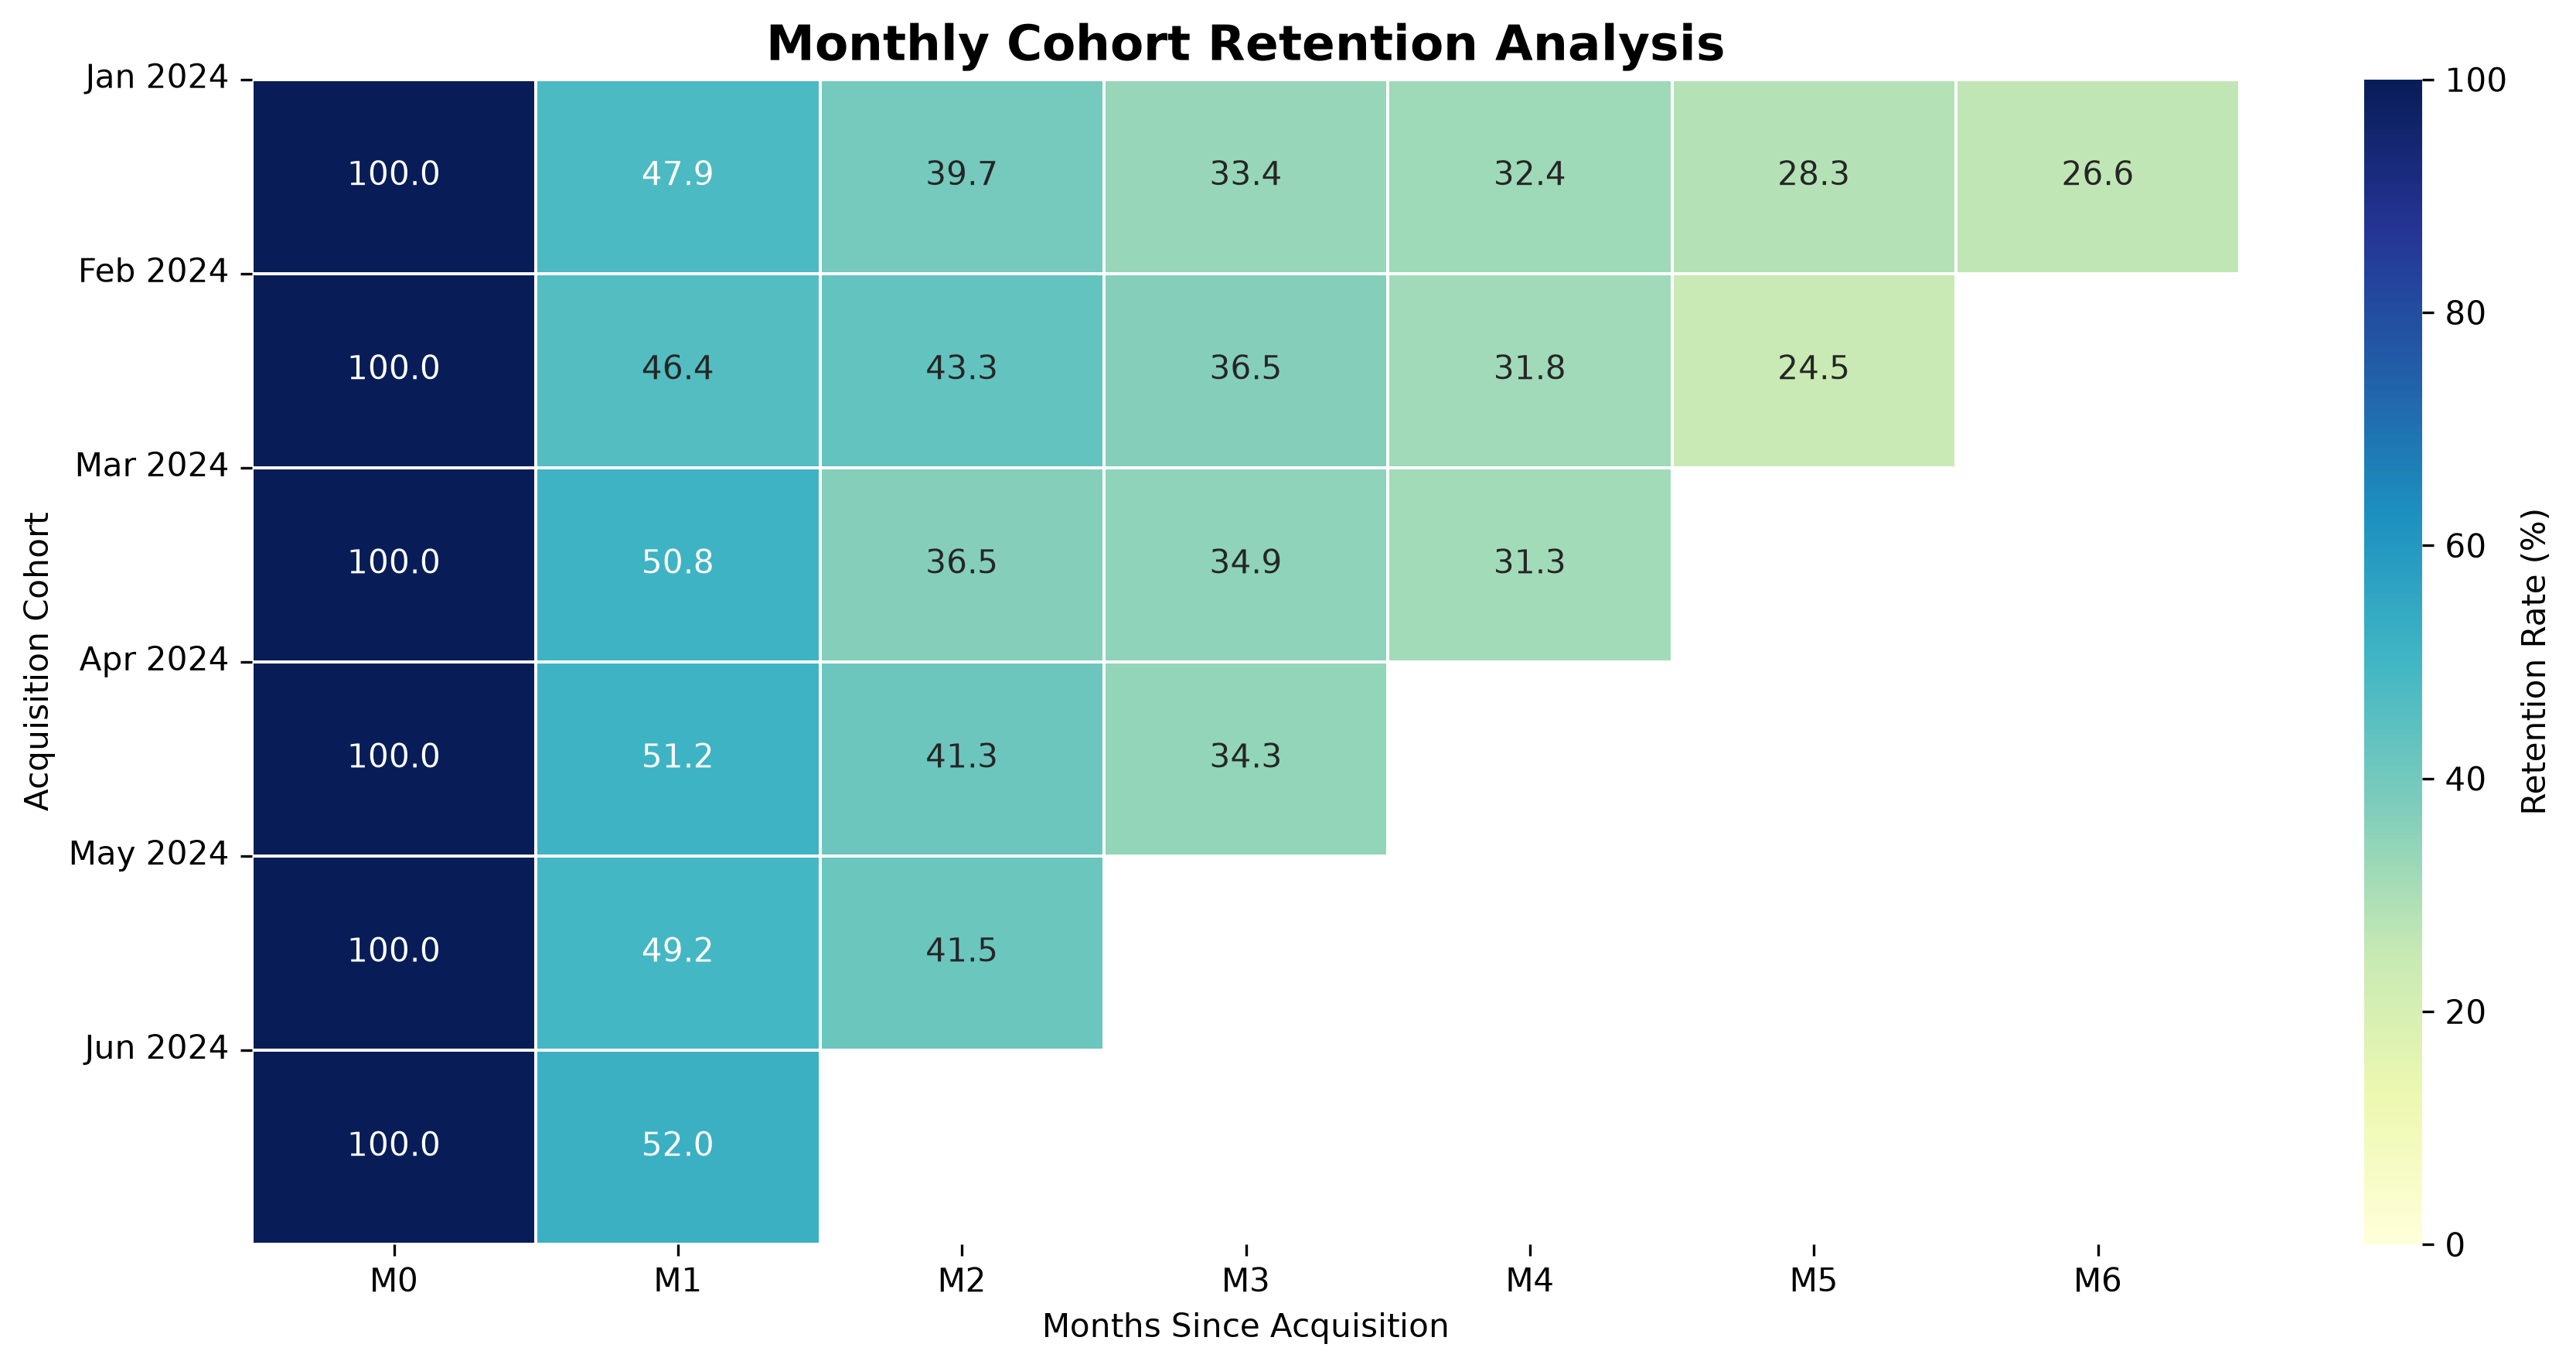 Monthly Cohort Retention Analysis
Jan 2024
100.0 47.9 39.7 33.4 32.4 28.3 26.6
Feb 2024
100.0 46.4 43.3 36.5 31.8 24.5
Mar 2024
100.0 50.8 36.5 34.9 31.3
Apr 2024
100.0 51.2 41.3 34.3
May 2024
100.0 49.2 41.5
Jun 2024
100.0 52.0
M0 M1 M2 M3 M4 M5 M6
Months Since Acquisition
Acquisition Cohort
100
80
60
40
20
0
Retention Rate (%)